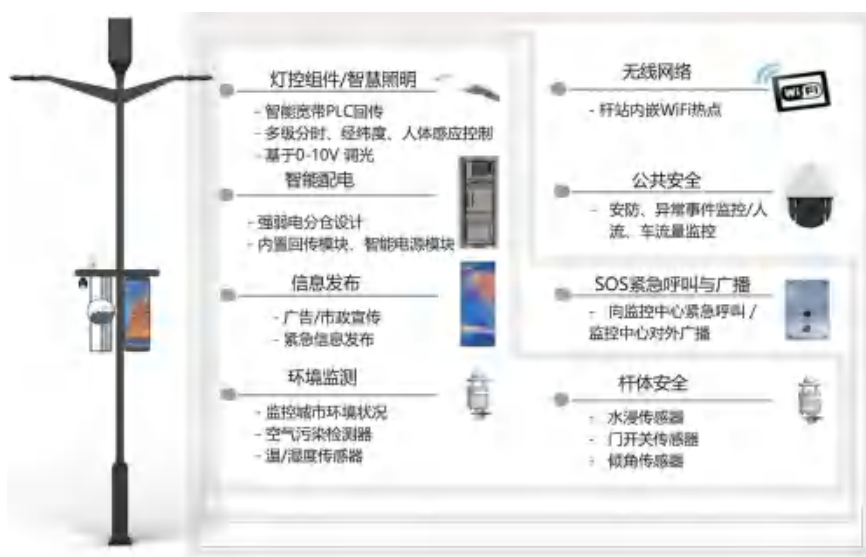 灯控组件/智慧照明
- 智能宽带PLC回传
- 多级分时、经纬度、人体感应控制
- 基于0-10V 调光
智能配电
- 强弱电分仓设计
- 内置回传模块、智能电源模块
信息发布
- 广告/市政宣传
- 紧急信息发布
环境监测
- 监控城市环境状况
- 空气污染检测器
- 温/湿度传感器
无线网络
- 杆站内嵌WiFi热点
WiFi
公共安全
- 安防、异常事件监控/人
流、车流量监控
SOS紧急呼叫与广播
- 向监控中心紧急呼叫 /
监控中心对外广播
杆体安全
- 水浸传感器
- 门开关传感器
- 倾角传感器